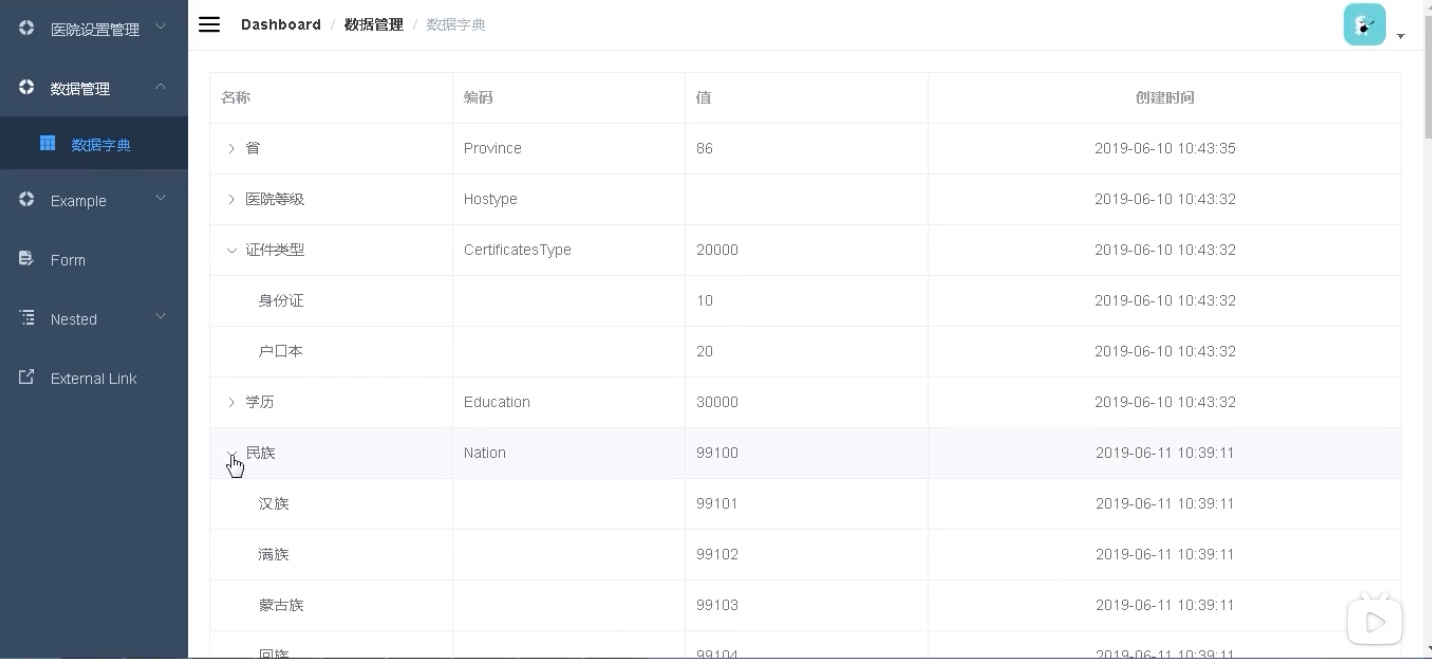 医院设置管理
数据管理
数据字典
Example
Form
Nested
External Link
Dashboard / 数据管理 / 数据字典
名称 编码 值 创建时间
省 Province 86 2019-06-10 10:43:35
医院等级 Hostype 2019-06-10 10:43:32
证件类型 CertificatesType 20000 2019-06-10 10:43:32
身份证 10 2019-06-10 10:43:32
户口本 20 2019-06-10 10:43:32
学历 Education 30000 2019-06-10 10:43:32
民族 Nation 99100 2019-06-11 10:39:11
汉族 99101 2019-06-11 10:39:11
满族 99102 2019-06-11 10:39:11
蒙古族 99103 2019-06-11 10:39:11
回族 99104 2019-06-11 10:39:11